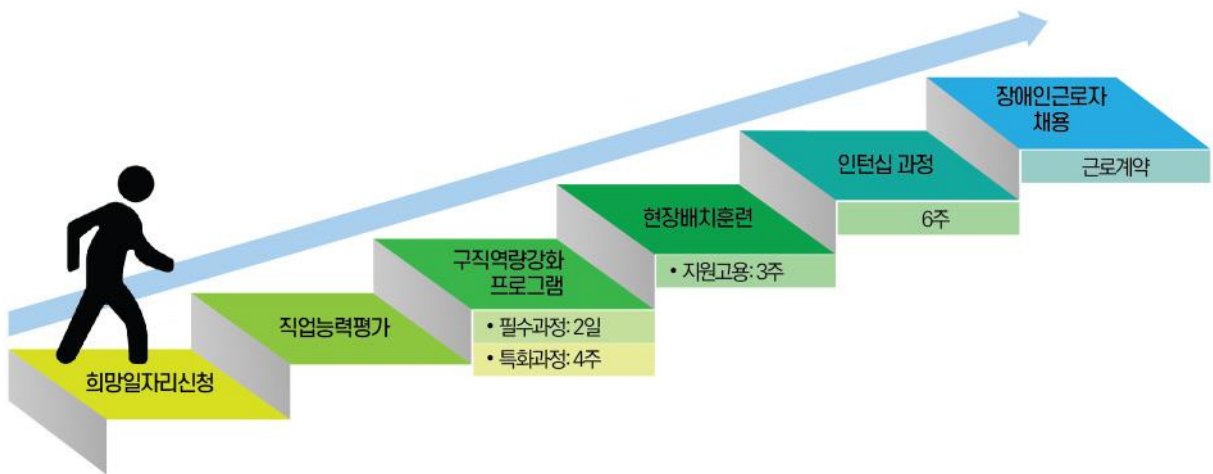 희망일자리신청
직업능력평가
구직역량강화
프로그램
• 필수과정: 2일
• 특화과정: 4주
현장배치훈련
• 지원고용: 3주
인턴십 과정
6주
장애인근로자
채용
근로계약